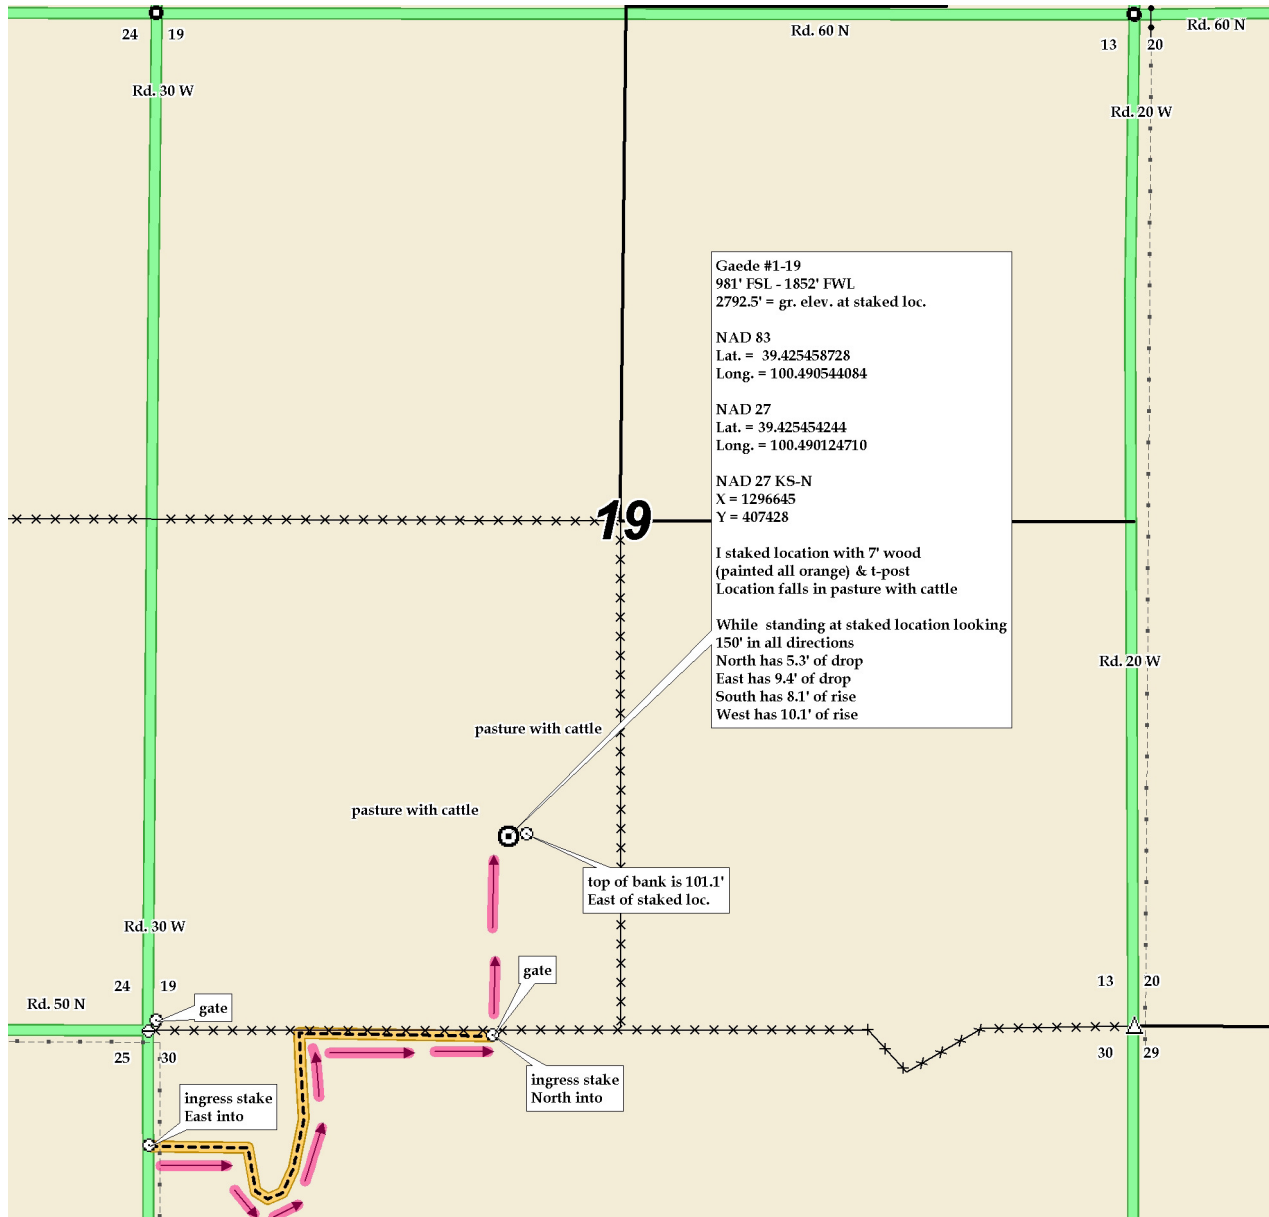 24 19
Rd. 60 N
13 20
Rd. 60 N
Rd. 30 W
Rd. 20 W
Gaede #1-19
981' FSL - 1852' FWL
2792.5' = gr. elev. at staked loc.
NAD 83
Lat. = 39.425458728
Long. = 100.490544084
NAD 27
Lat. = 39.425454244
Long. = 100.490124710
NAD 27 KS-N
X = 1296645
Y = 407428
I staked location with 7' wood
(painted all orange) & t-post
Location falls in pasture with cattle
While standing at staked location looking
150' in all directions
North has 5.3' of drop
East has 9.4' of drop
South has 8.1' of rise
West has 10.1' of rise
19
Rd. 20 W
pasture with cattle
pasture with cattle
top of bank is 101.1'
East of staked loc.
Rd. 30 W
24 19
gate
13 20
Rd. 50 N
gate
25 30
30 29
ingress stake
North into
ingress stake
East into